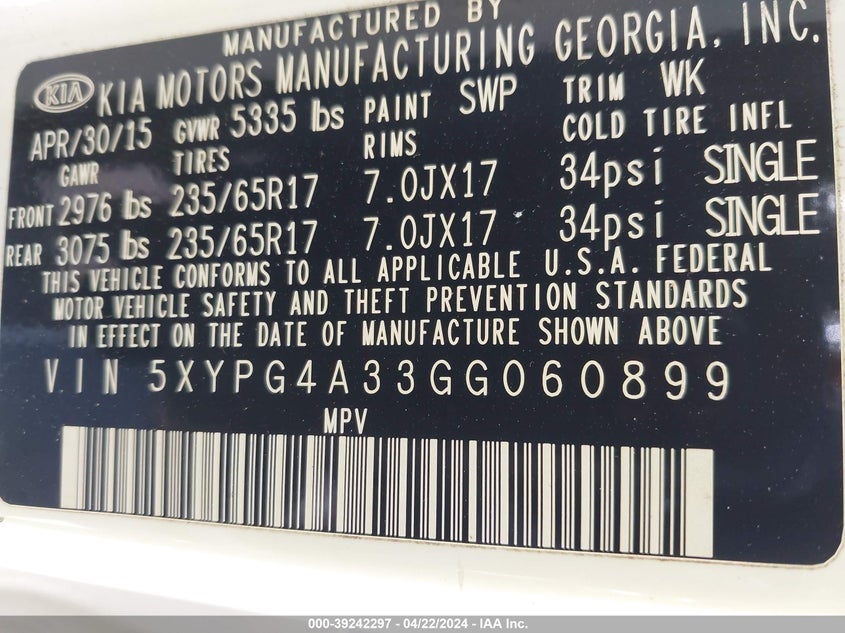 MANUFACTURED BY
KIA KIA MOTORS MANUFACTURING GEORGIA, INC.
APR/30/15 GVWR 5335 lbs PAINT SWP TRIM WK
GAWR TIRES RIMS COLD TIRE INFL
FRONT 2976 lbs 235/65R17 7.0JX17 34psi SINGLE
REAR 3075 lbs 235/65R17 7.0JX17 34psi SINGLE
THIS VEHICLE CONFORMS TO ALL APPLICABLE U.S.A. FEDERAL
MOTOR VEHICLE SAFETY AND THEFT PREVENTION STANDARDS
IN EFFECT ON THE DATE OF MANUFACTURE SHOWN ABOVE
VIN 5XYPG4A33GG060899
MPV
000-39242297 - 04/22/2024 - IAA Inc.